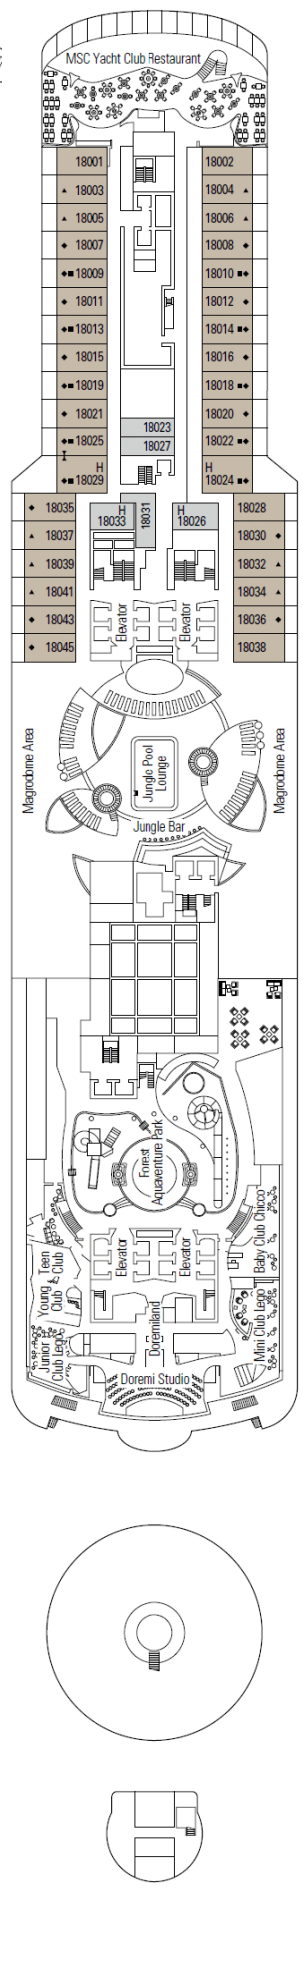 MSC Yacht Club Restaurant
18001
18002
18003
18004
18005
18006
18007
18008
18009
18010
18011
18012
18013
18014
18015
18016
18019
18018
18021
18020
18023
18025
18022
18027
H
18029
H
18024
18035
H
18033
18031
H
18026
18028
18037
18030
18039
18032
18041
18034
18043
18036
18045
18038
Elevator
Elevator
Magrodome Area
Jungle Pool
Lounge
Magrodome Area
Jungle Bar
Forest
Aquaventure Park
Teen
Club
Elevator
Elevator
Baby Club Chicco
Young
Club
Doremiland
Junior
Club Lego
Mini Club Lego
Doremi Studio